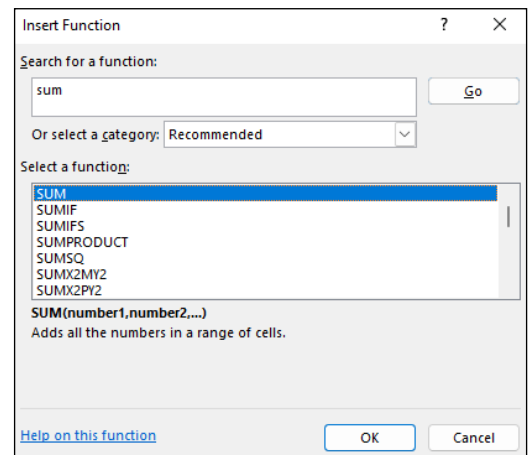 Insert Function ? ×
Search for a function:
sum
Go
Or select a category: Recommended
Select a function:
SUM
SUMIF
SUMIFS
SUMPRODUCT
SUMSQ
SUMX2MY2
SUMX2PY2
SUM(number1,number2,...)
Adds all the numbers in a range of cells.
Help on this function
OK
Cancel